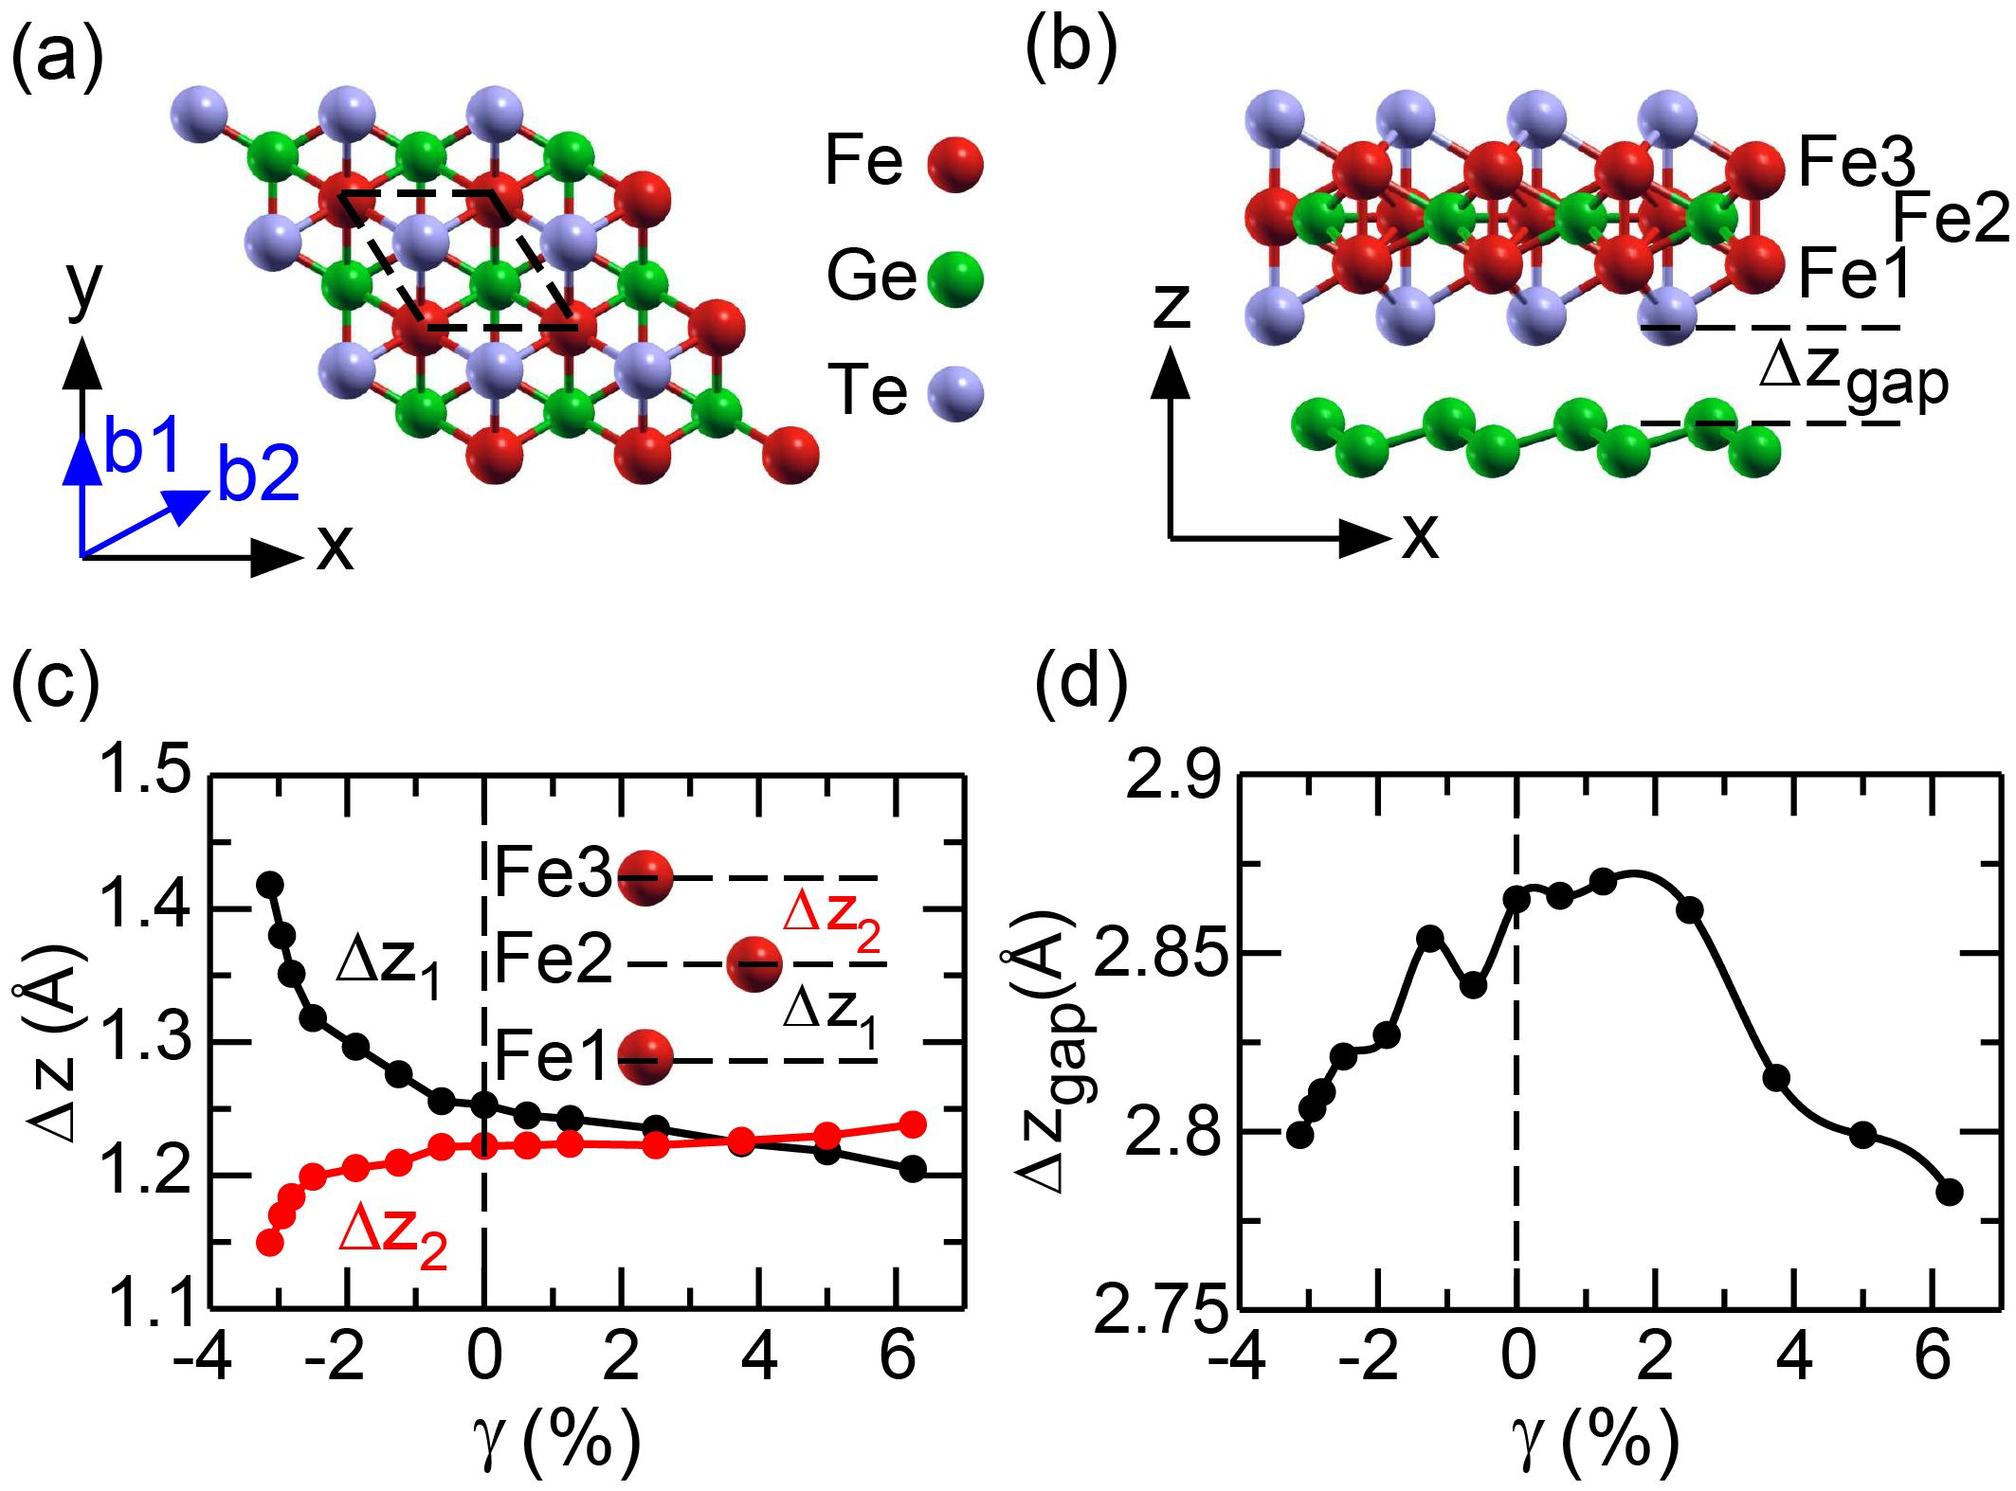 (a)
Fe
Ge
Te
y
b1
b2
x
(b)
Fe3
Fe2
Fe1
z
Δzgap
x
(c)
1.5
1.4
1.3
1.2
1.1
Δz (Å)
Fe3
Δz2
Fe2
Δz1
Fe1
Δz1
Δz2
-4 -2 0 2 4 6
γ (%)
(d)
2.9
2.85
2.8
2.75
Δzgap(Å)
-4 -2 0 2 4 6
γ (%)